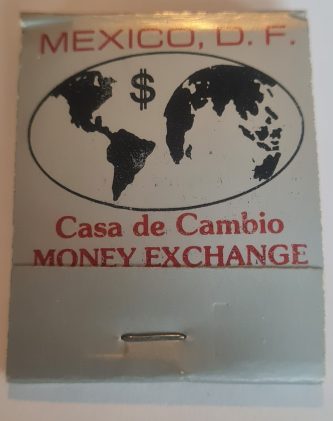 MEXICO, D. F.
$
Casa de Cambio
MONEY EXCHANGE